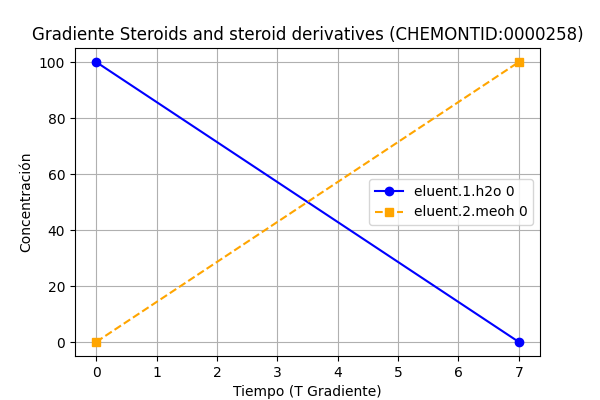 Gradiente Steroids and steroid derivatives (CHEMONTID:0000258)
100
80
60
40
20
0
Concentración
eluent.1.h2o 0
eluent.2.meoh 0
0 1 2 3 4 5 6 7
Tiempo (T Gradiente)